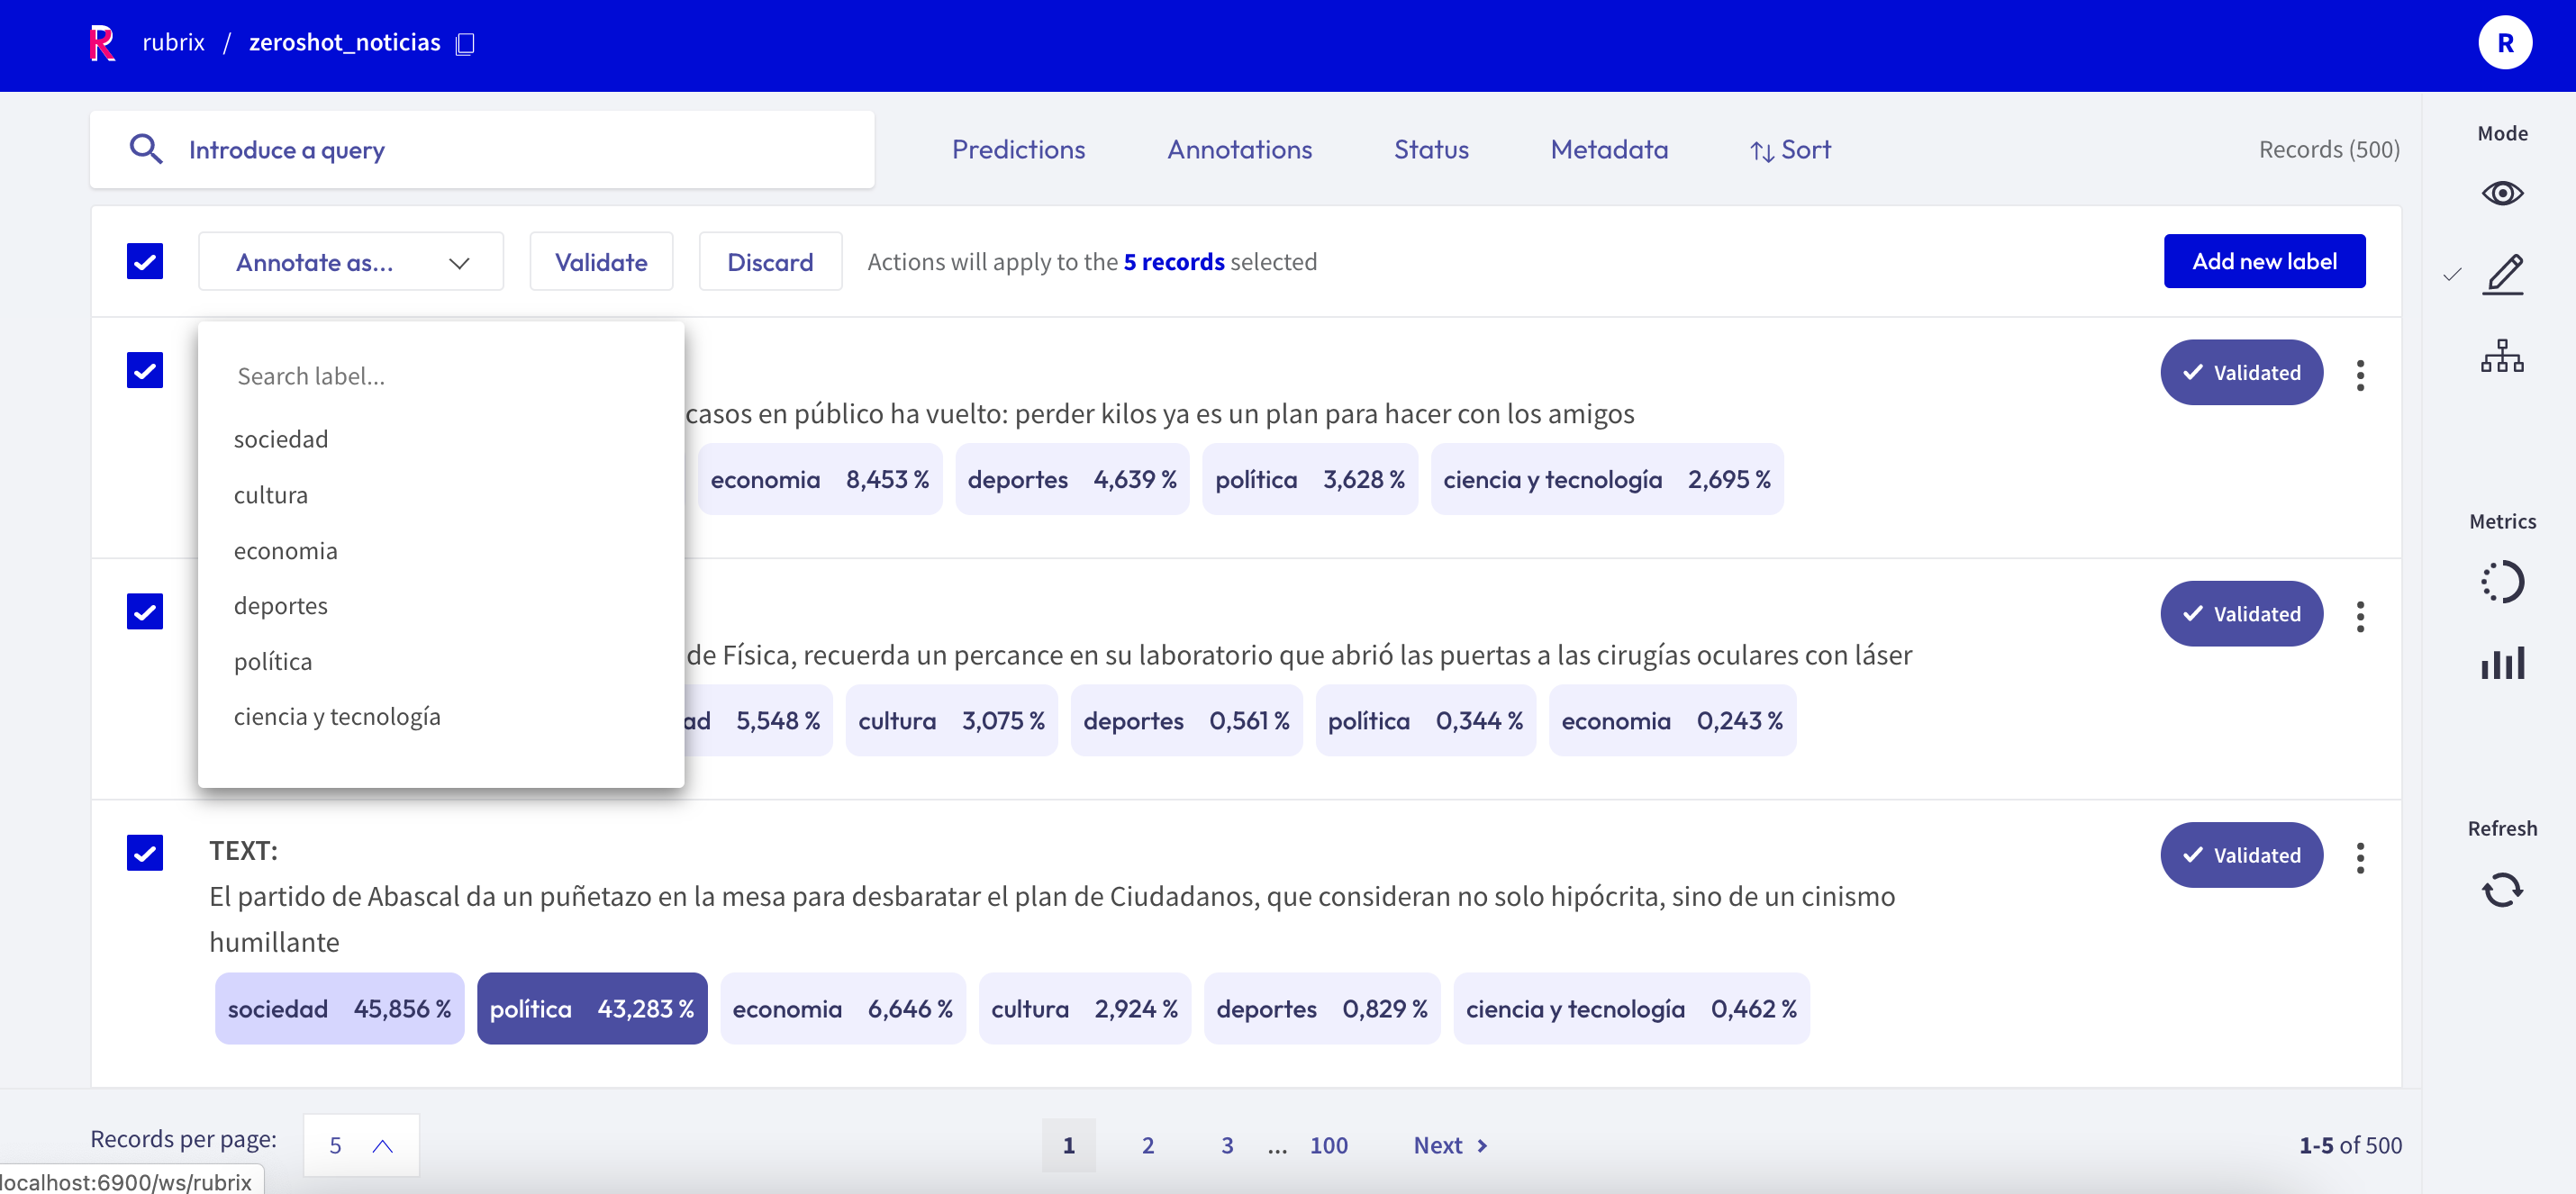 rubrix / zeroshot_noticias
R
Introduce a query
Predictions
Annotations
Status
Metadata
Sort
Records (500)
Mode
Annotate as...
Validate
Discard
Actions will apply to the 5 records selected
Add new label
Search label...
sociedad
cultura
economia
deportes
política
ciencia y tecnología
Validated
casos en público ha vuelto: perder kilos ya es un plan para hacer con los amigos
economia 8,453 %
deportes 4,639 %
política 3,628 %
ciencia y tecnología 2,695 %
Metrics
Validated
de Física, recuerda un percance en su laboratorio que abrió las puertas a las cirugías oculares con láser
ad 5,548 %
cultura 3,075 %
deportes 0,561 %
política 0,344 %
economia 0,243 %
Refresh
TEXT:
Validated
El partido de Abascal da un puñetazo en la mesa para desbaratar el plan de Ciudadanos, que consideran no solo hipócrita, sino de un cinismo
humillante
sociedad 45,856 %
política 43,283 %
economia 6,646 %
cultura 2,924 %
deportes 0,829 %
ciencia y tecnología 0,462 %
Records per page: 5
1 2 3 ... 100 Next
1-5 of 500
localhost:6900/ws/rubrix